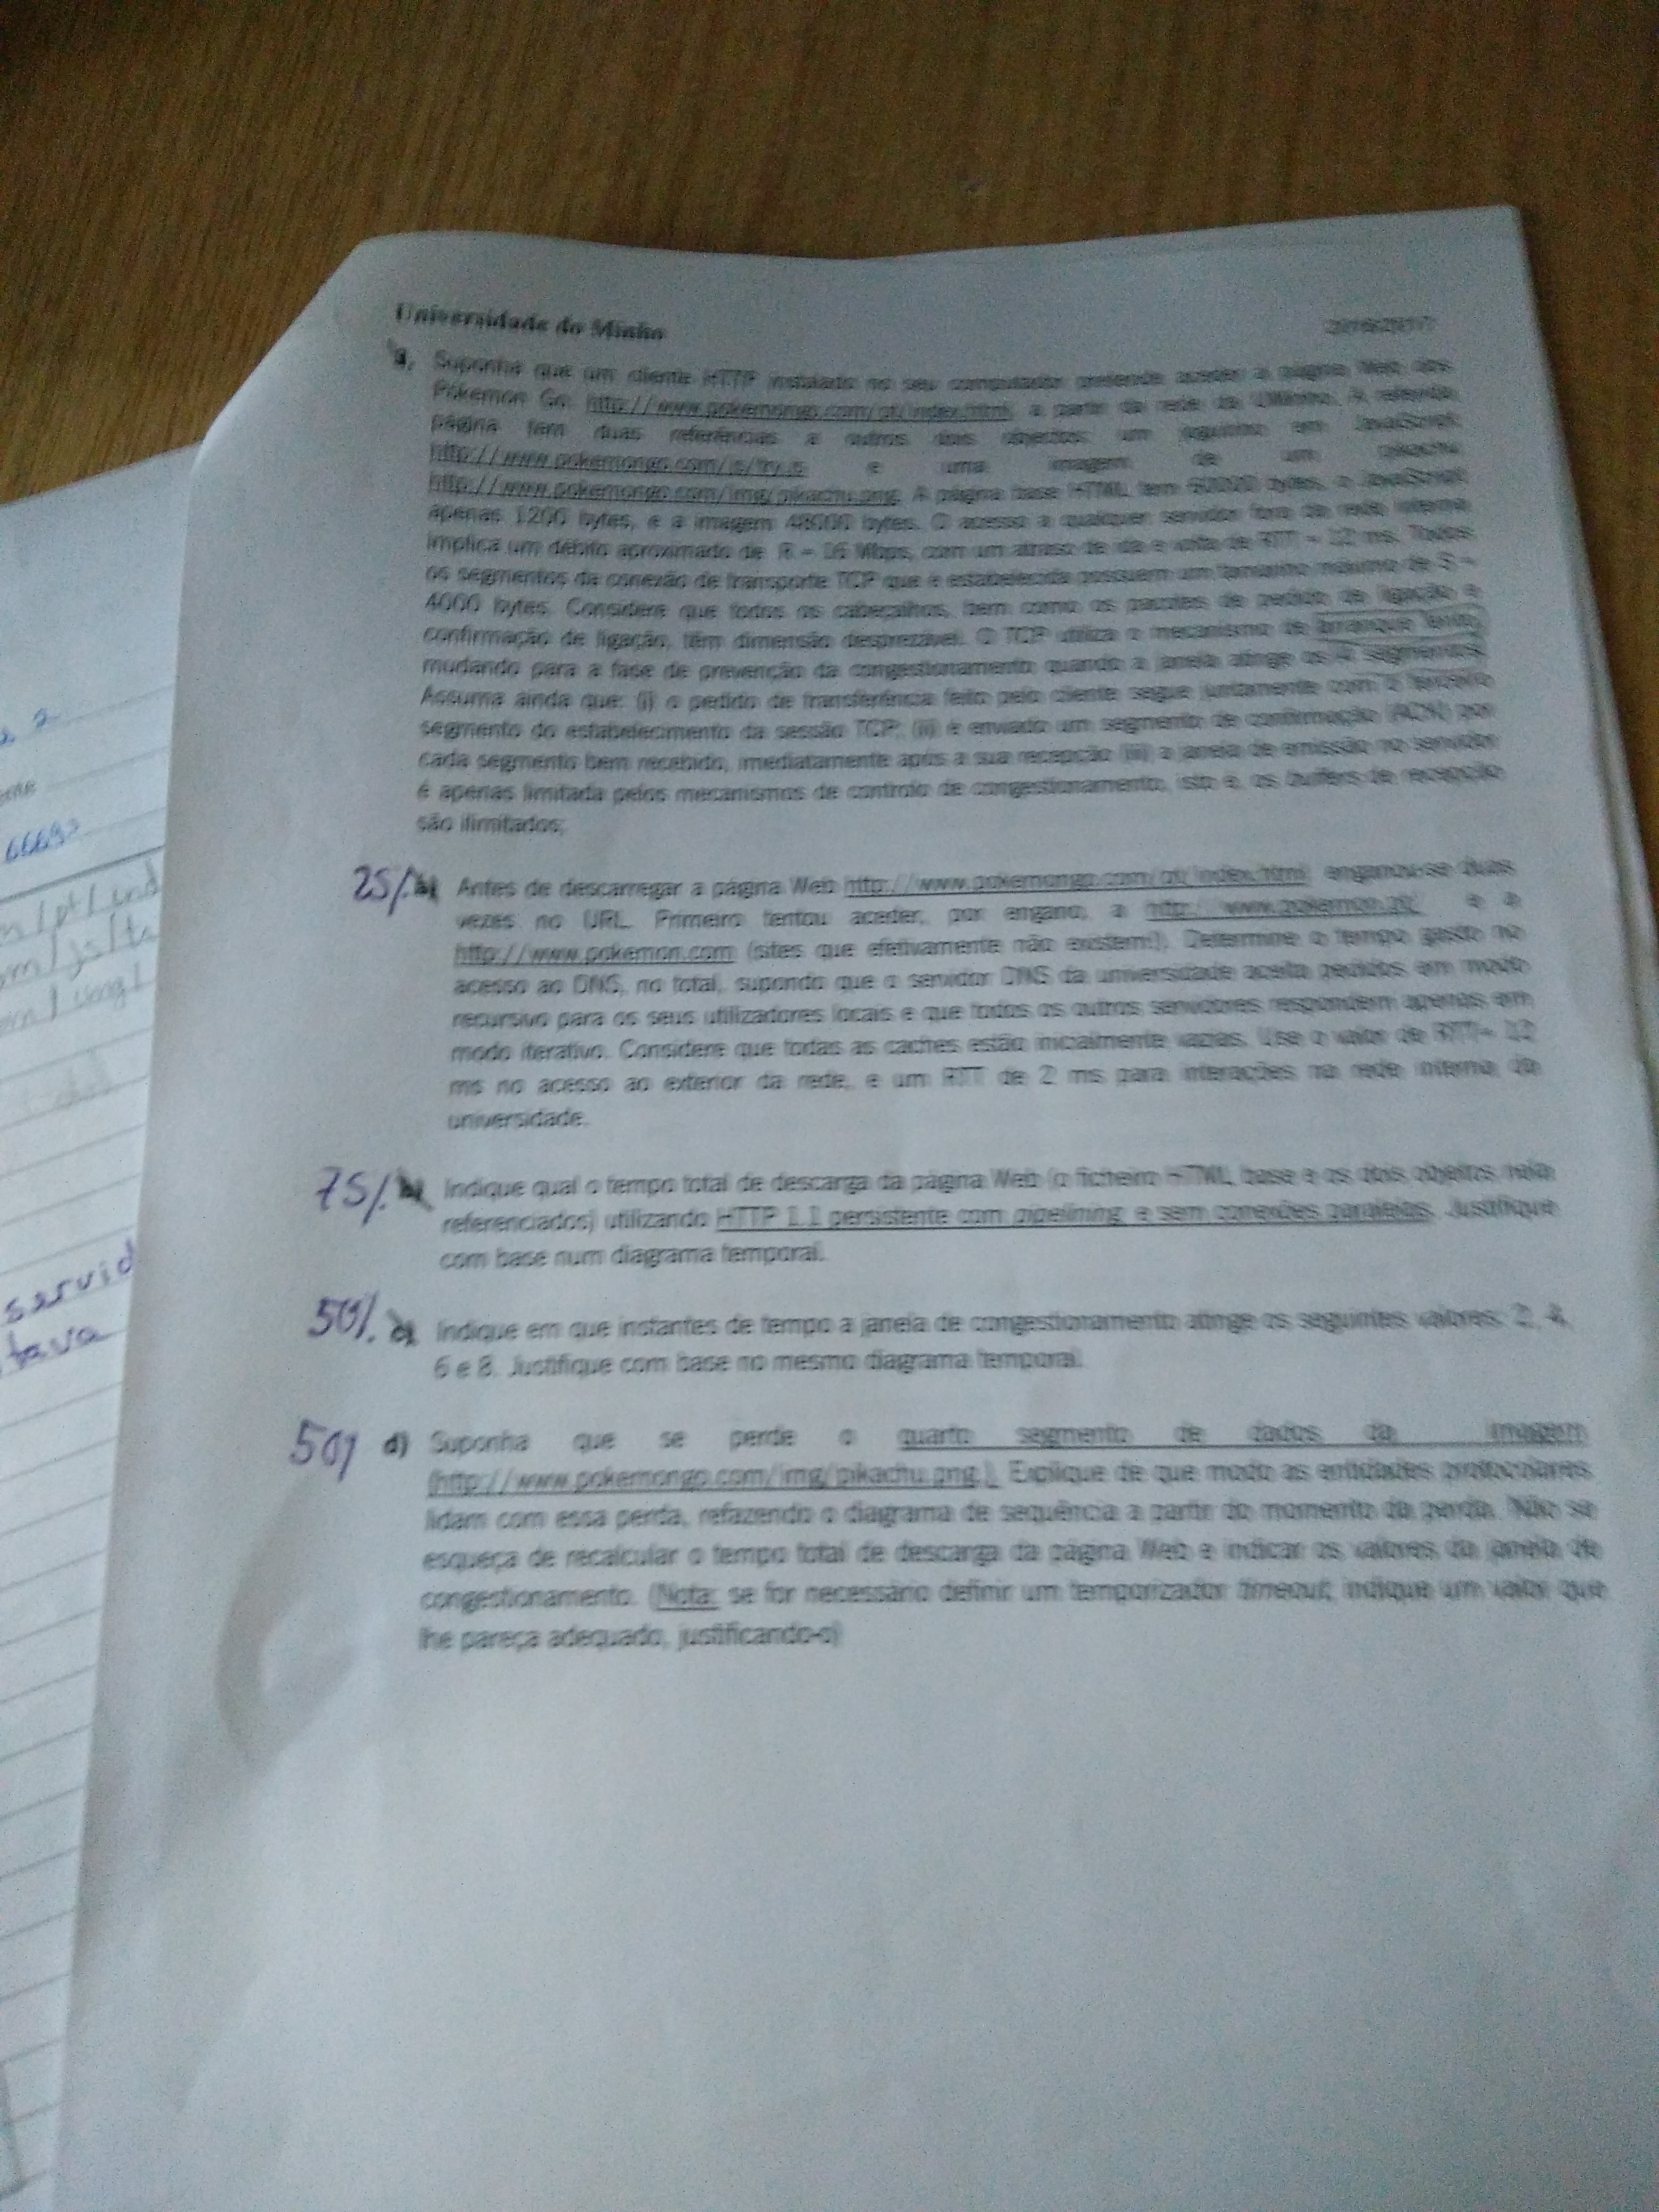 Universidade do Minho
Suponha que um cliente HTTP instalado no seu computador pretende aceder a página Web dos
Pokemon Go http://www.pokemongo.com/pt/index.html, a partir da rede da UMinho. A referida
página tem duas referências a outros dois objectos: um joguinho em JavaScript
http://www.pokemongo.com/js/try.js e uma imagem de um pikachu
http://www.pokemongo.com/img/pikachu.png. A página base HTML tem bytes, o JavaScript
apenas 1200 bytes, e a imagem 48000 bytes. O acesso a qualquer servidor fora da rede interna
implica um débito aproximado de R = 16 Mbps, com um atraso de ida e volta de RTT = 12 ms. Todos
os segmentos da conexão de transporte TCP que é estabelecida possuem um tamanho máximo de S =
4000 bytes. Considere que todos os cabeçalhos, bem como os pacotes de pedido de ligação e
confirmação de ligação, têm dimensão desprezável. O TCP utiliza o mecanismo de arranque lento,
mudando para a fase de prevenção da congestionamento quando a janela atinge os 4 segmentos.
Assuma ainda que: (i) o pedido de transferência feito pelo cliente segue juntamente com o terceiro
segmento do estabelecimento da sessão TCP; (ii) é enviado um segmento de confirmação (ACK) por
cada segmento bem recebido, imediatamente após a sua recepção (iii) a janela de emissão no servidor
é apenas limitada pelos mecanismos de controlo de congestionamento, isto e, os buffers de recepção
são ilimitados;
25%. Antes de descarregar a página Web http://www.pokemongo.com/pt/index.html enganou-se duas
vezes no URL. Primeiro tentou aceder, por engano, a http://www.pokemon.pt/ e a
http://www.pokemon.com (sites que efetivamente não existem!). Determine o tempo gasto no
acesso ao DNS, no total, supondo que o servidor DNS da universidade aceita pedidos em modo
recursivo para os seus utilizadores locais e que todos os outros servidores respondem apenas em
modo iterativo. Considere que todas as caches estão inicialmente vazias. Use o valor de RTT= 12
ms no acesso ao exterior da rede, e um RTT de 2 ms para interações na rede interna da
universidade.
75%. b) Indique qual o tempo total de descarga da página Web (o ficheiro HTML base e os dois objetos nela
referenciados) utilizando HTTP 1.1 persistente com pipelining e sem conexões paralelas. Justifique
com base num diagrama temporal.
50%. c) Indique em que instantes de tempo a janela de congestionamento atinge os seguintes valores: 2, 4,
6 e 8. Justifique com base no mesmo diagrama temporal.
50% d) Suponha que se perde o quarto segmento de dados da imagem
(http://www.pokemongo.com/img/pikachu.png.). Explique de que modo as entidades protocolares
lidam com essa perda, refazendo o diagrama de sequência a partir do momento da perda. Não se
esqueça de recalcular o tempo total de descarga da página Web e indicar os valores da janela de
congestionamento. (Nota: se for necessário definir um temporizador timeout, indique um valor que
lhe pareça adequado, justificando-o)
servid
tava